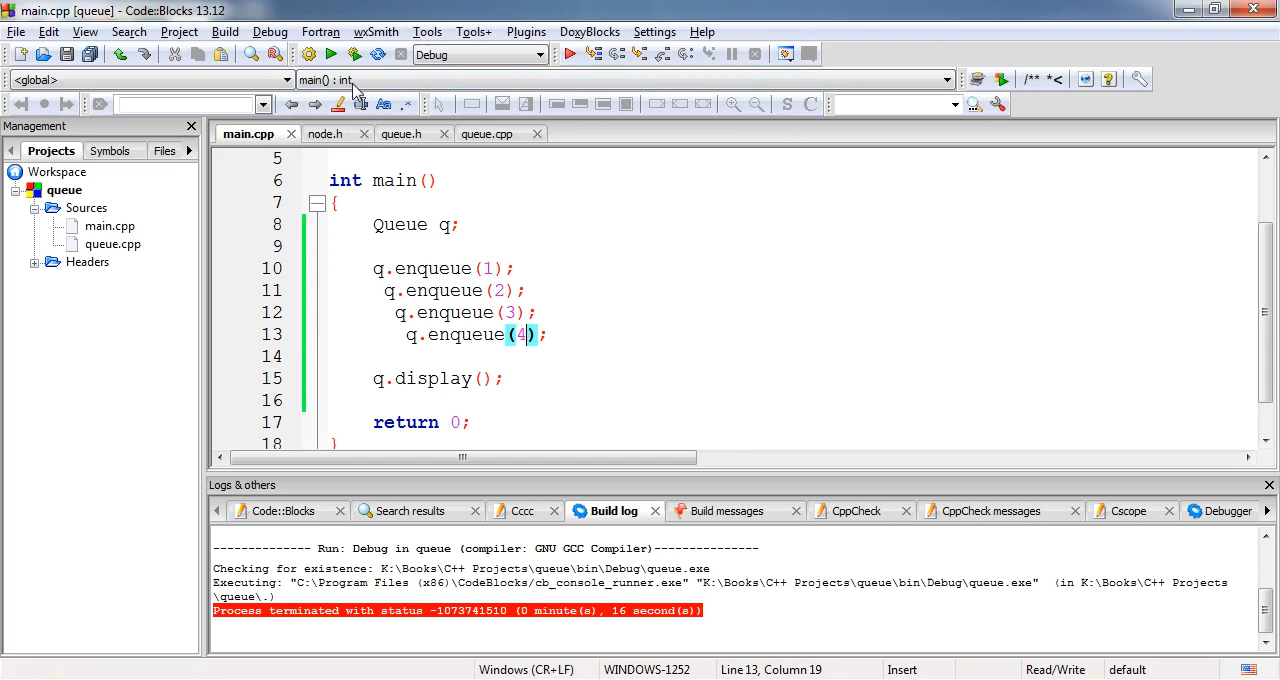 main.cpp [queue] - Code::Blocks 13.12
File Edit View Search Project Build Debug Fortran wxSmith Tools Tools+ Plugins DoxyBlocks Settings Help
Debug
<global> main() : int /** *<
Aa .* S C
Management
Projects Symbols Files
main.cpp node.h queue.h queue.cpp
Workspace
queue
Sources
main.cpp
queue.cpp
Headers
5
6 int main()
7 {
8 Queue q;
9
10 q.enqueue(1);
11 q.enqueue(2);
12 q.enqueue(3);
13 q.enqueue(4);
14
15 q.display();
16
17 return 0;
18 }
Logs & others
Code::Blocks Search results Cccc Build log Build messages CppCheck CppCheck messages Cscope Debugger
-------------- Run: Debug in queue (compiler: GNU GCC Compiler)---------------
Checking for existence: K:\Books\C++ Projects\queue\bin\Debug\queue.exe
Executing: "C:\Program Files (x86)\CodeBlocks/cb_console_runner.exe" "K:\Books\C++ Projects\queue\bin\Debug\queue.exe"  (in K:\Books\C++ Projects
\queue\.)
Process terminated with status -1073741510 (0 minute(s), 16 second(s))
Windows (CR+LF) WINDOWS-1252 Line 13, Column 19 Insert Read/Write default